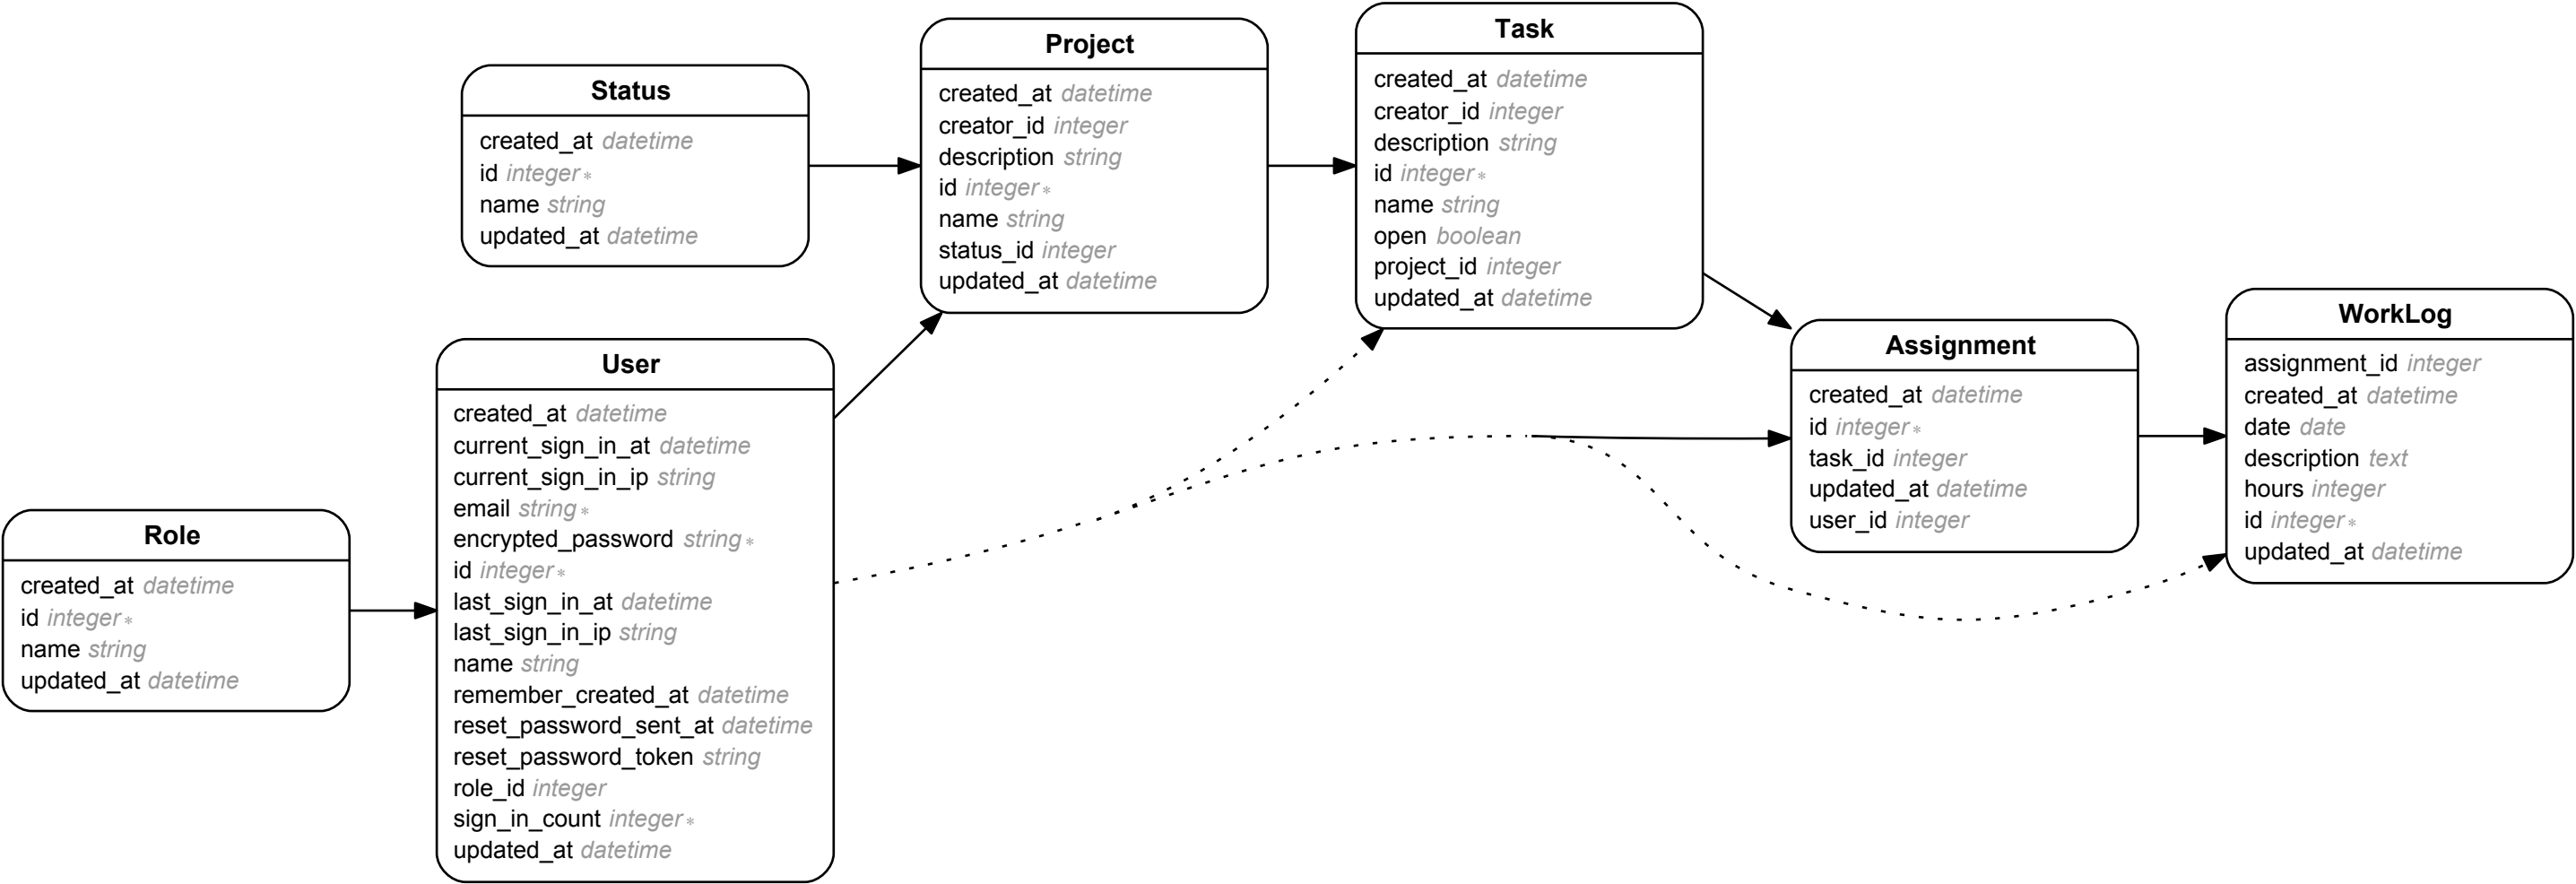 Status
created_at datetime
id integer *
name string
updated_at datetime
Project
created_at datetime
creator_id integer
description string
id integer *
name string
status_id integer
updated_at datetime
Task
created_at datetime
creator_id integer
description string
id integer *
name string
open boolean
project_id integer
updated_at datetime
Role
created_at datetime
id integer *
name string
updated_at datetime
User
created_at datetime
current_sign_in_at datetime
current_sign_in_ip string
email string *
encrypted_password string *
id integer *
last_sign_in_at datetime
last_sign_in_ip string
name string
remember_created_at datetime
reset_password_sent_at datetime
reset_password_token string
role_id integer
sign_in_count integer *
updated_at datetime
Assignment
created_at datetime
id integer *
task_id integer
updated_at datetime
user_id integer
WorkLog
assignment_id integer
created_at datetime
date date
description text
hours integer
id integer *
updated_at datetime